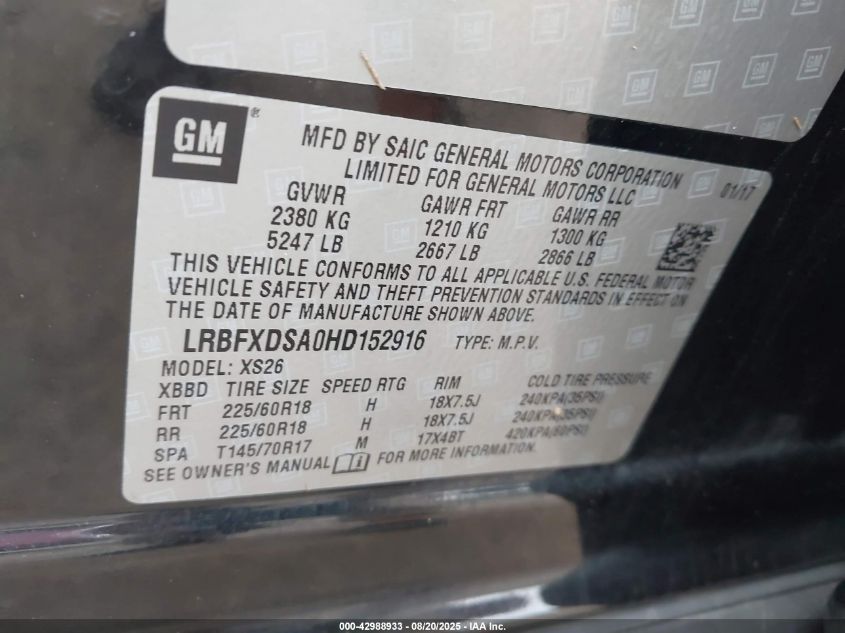 GM ®
MFD BY SAIC GENERAL MOTORS CORPORATION
LIMITED FOR GENERAL MOTORS LLC
01/17
GVWR GAWR FRT GAWR RR
2380 KG 1210 KG 1300 KG
5247 LB 2667 LB 2866 LB
THIS VEHICLE CONFORMS TO ALL APPLICABLE U.S. FEDERAL MOTOR
VEHICLE SAFETY AND THEFT PREVENTION STANDARDS IN EFFECT ON
THE DATE OF MANUFACTURE SHOWN ABOVE.
LRBFXDSA0HD152916 TYPE: M.P.V.
MODEL: XS26
XBBD TIRE SIZE SPEED RTG RIM COLD TIRE PRESSURE
FRT 225/60R18 H 18X7.5J 240KPA(35PSI)
RR 225/60R18 H 18X7.5J 240KPA(35PSI)
SPA T145/70R17 M 17X4BT 420KPA(60PSI)
SEE OWNER'S MANUAL FOR MORE INFORMATION.
000-42988933 - 08/20/2025 - IAA Inc.